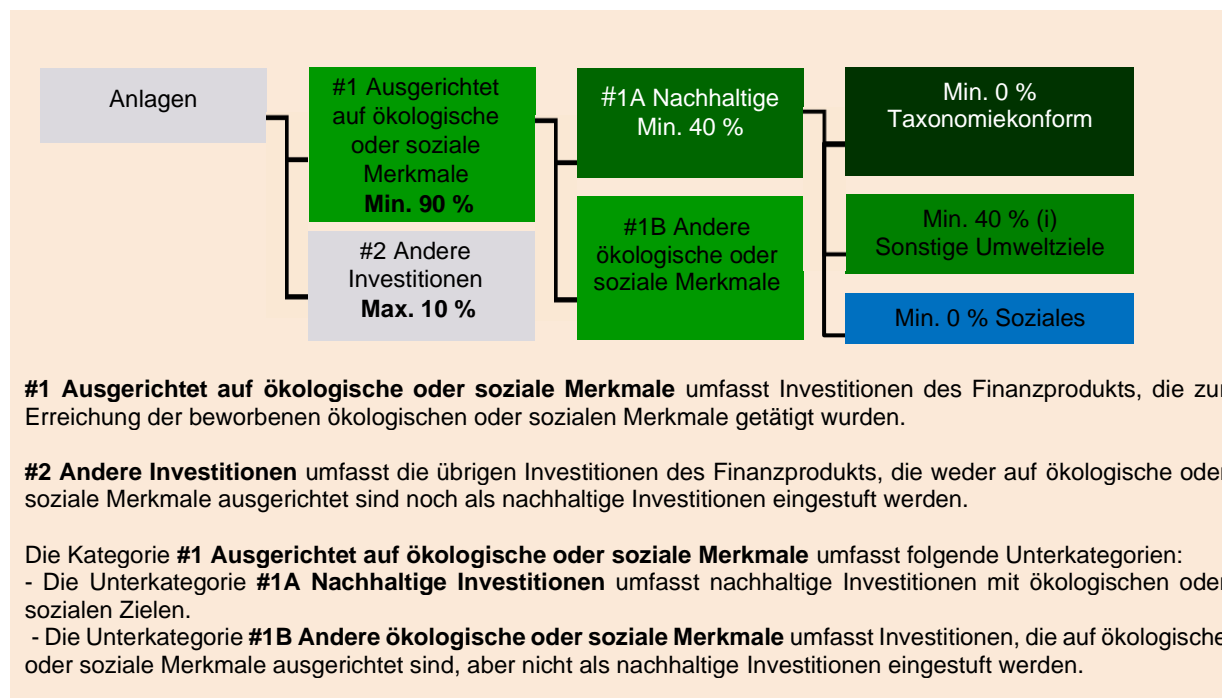 Anlagen
#1 Ausgerichtet
auf ökologische
oder soziale
Merkmale
Min. 90 %
#2 Andere
Investitionen
Max. 10 %
#1A Nachhaltige
Min. 40 %
#1B Andere
ökologische oder
soziale Merkmale
Min. 0 %
Taxonomiekonform
Min. 40 % (i)
Sonstige Umweltziele
Min. 0 % Soziales
#1 Ausgerichtet auf ökologische oder soziale Merkmale umfasst Investitionen des Finanzprodukts, die zur
Erreichung der beworbenen ökologischen oder sozialen Merkmale getätigt wurden.
#2 Andere Investitionen umfasst die übrigen Investitionen des Finanzprodukts, die weder auf ökologische oder
soziale Merkmale ausgerichtet sind noch als nachhaltige Investitionen eingestuft werden.
Die Kategorie #1 Ausgerichtet auf ökologische oder soziale Merkmale umfasst folgende Unterkategorien:
- Die Unterkategorie #1A Nachhaltige Investitionen umfasst nachhaltige Investitionen mit ökologischen oder
sozialen Zielen.
- Die Unterkategorie #1B Andere ökologische oder soziale Merkmale umfasst Investitionen, die auf ökologische
oder soziale Merkmale ausgerichtet sind, aber nicht als nachhaltige Investitionen eingestuft werden.